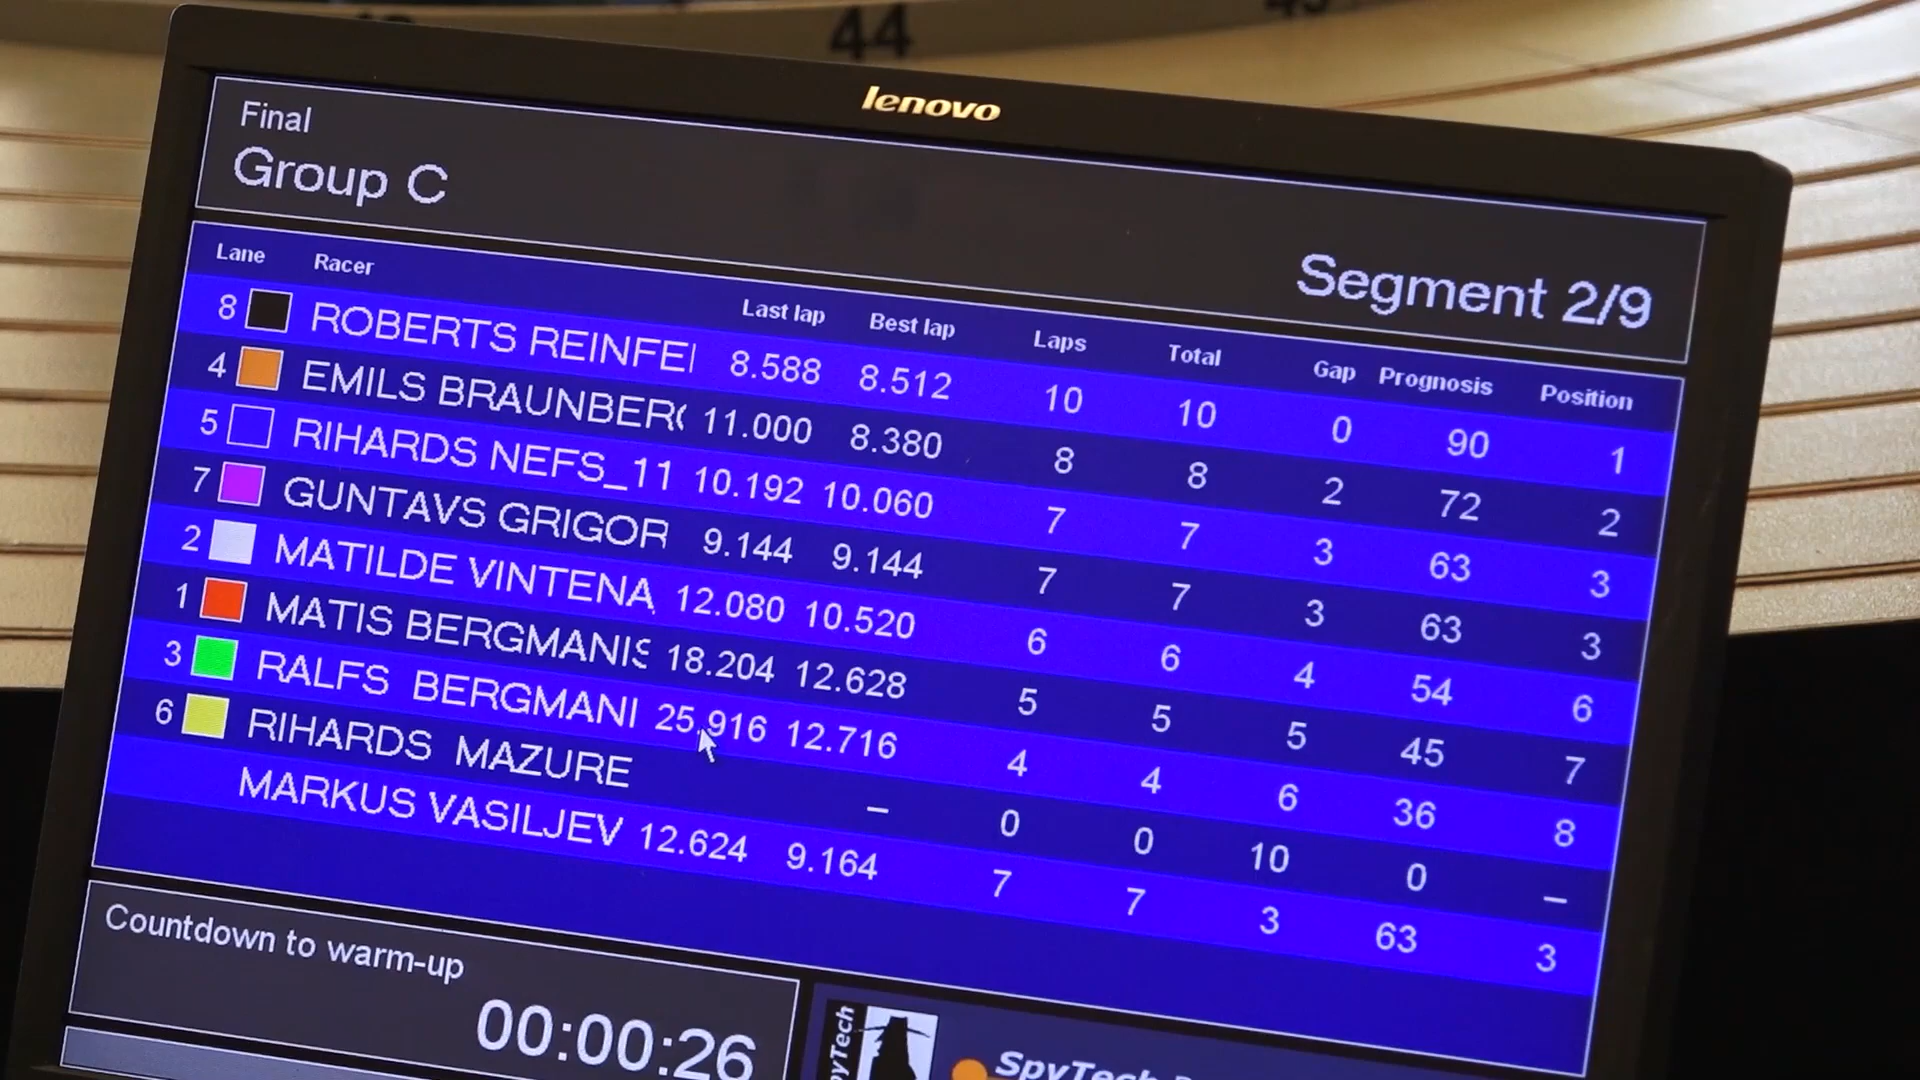 44
lenovo
Final
Group C
Segment 2/9
Lane Racer Last lap Best lap Laps Total Gap Prognosis Position
8 ROBERTS REINFE 8.588 8.512 10 10 0 90 1
4 EMILS BRAUNBER 11.000 8.380 8 8 2 72 2
5 RIHARDS NEFS_11 10.192 10.060 7 7 3 63 3
7 GUNTAVS GRIGOR 9.144 9.144 7 7 3 63 3
2 MATILDE VINTENA 12.080 10.520 6 6 4 54 6
1 MATIS BERGMANIS 18.204 12.628 5 5 5 45 7
3 RALFS BERGMANI 25.916 12.716 4 4 6 36 8
6 RIHARDS MAZURE – 0 0 10 0 –
MARKUS VASILJEV 12.624 9.164 7 7 3 63 3
Countdown to warm-up
00:00:26
SpyTech